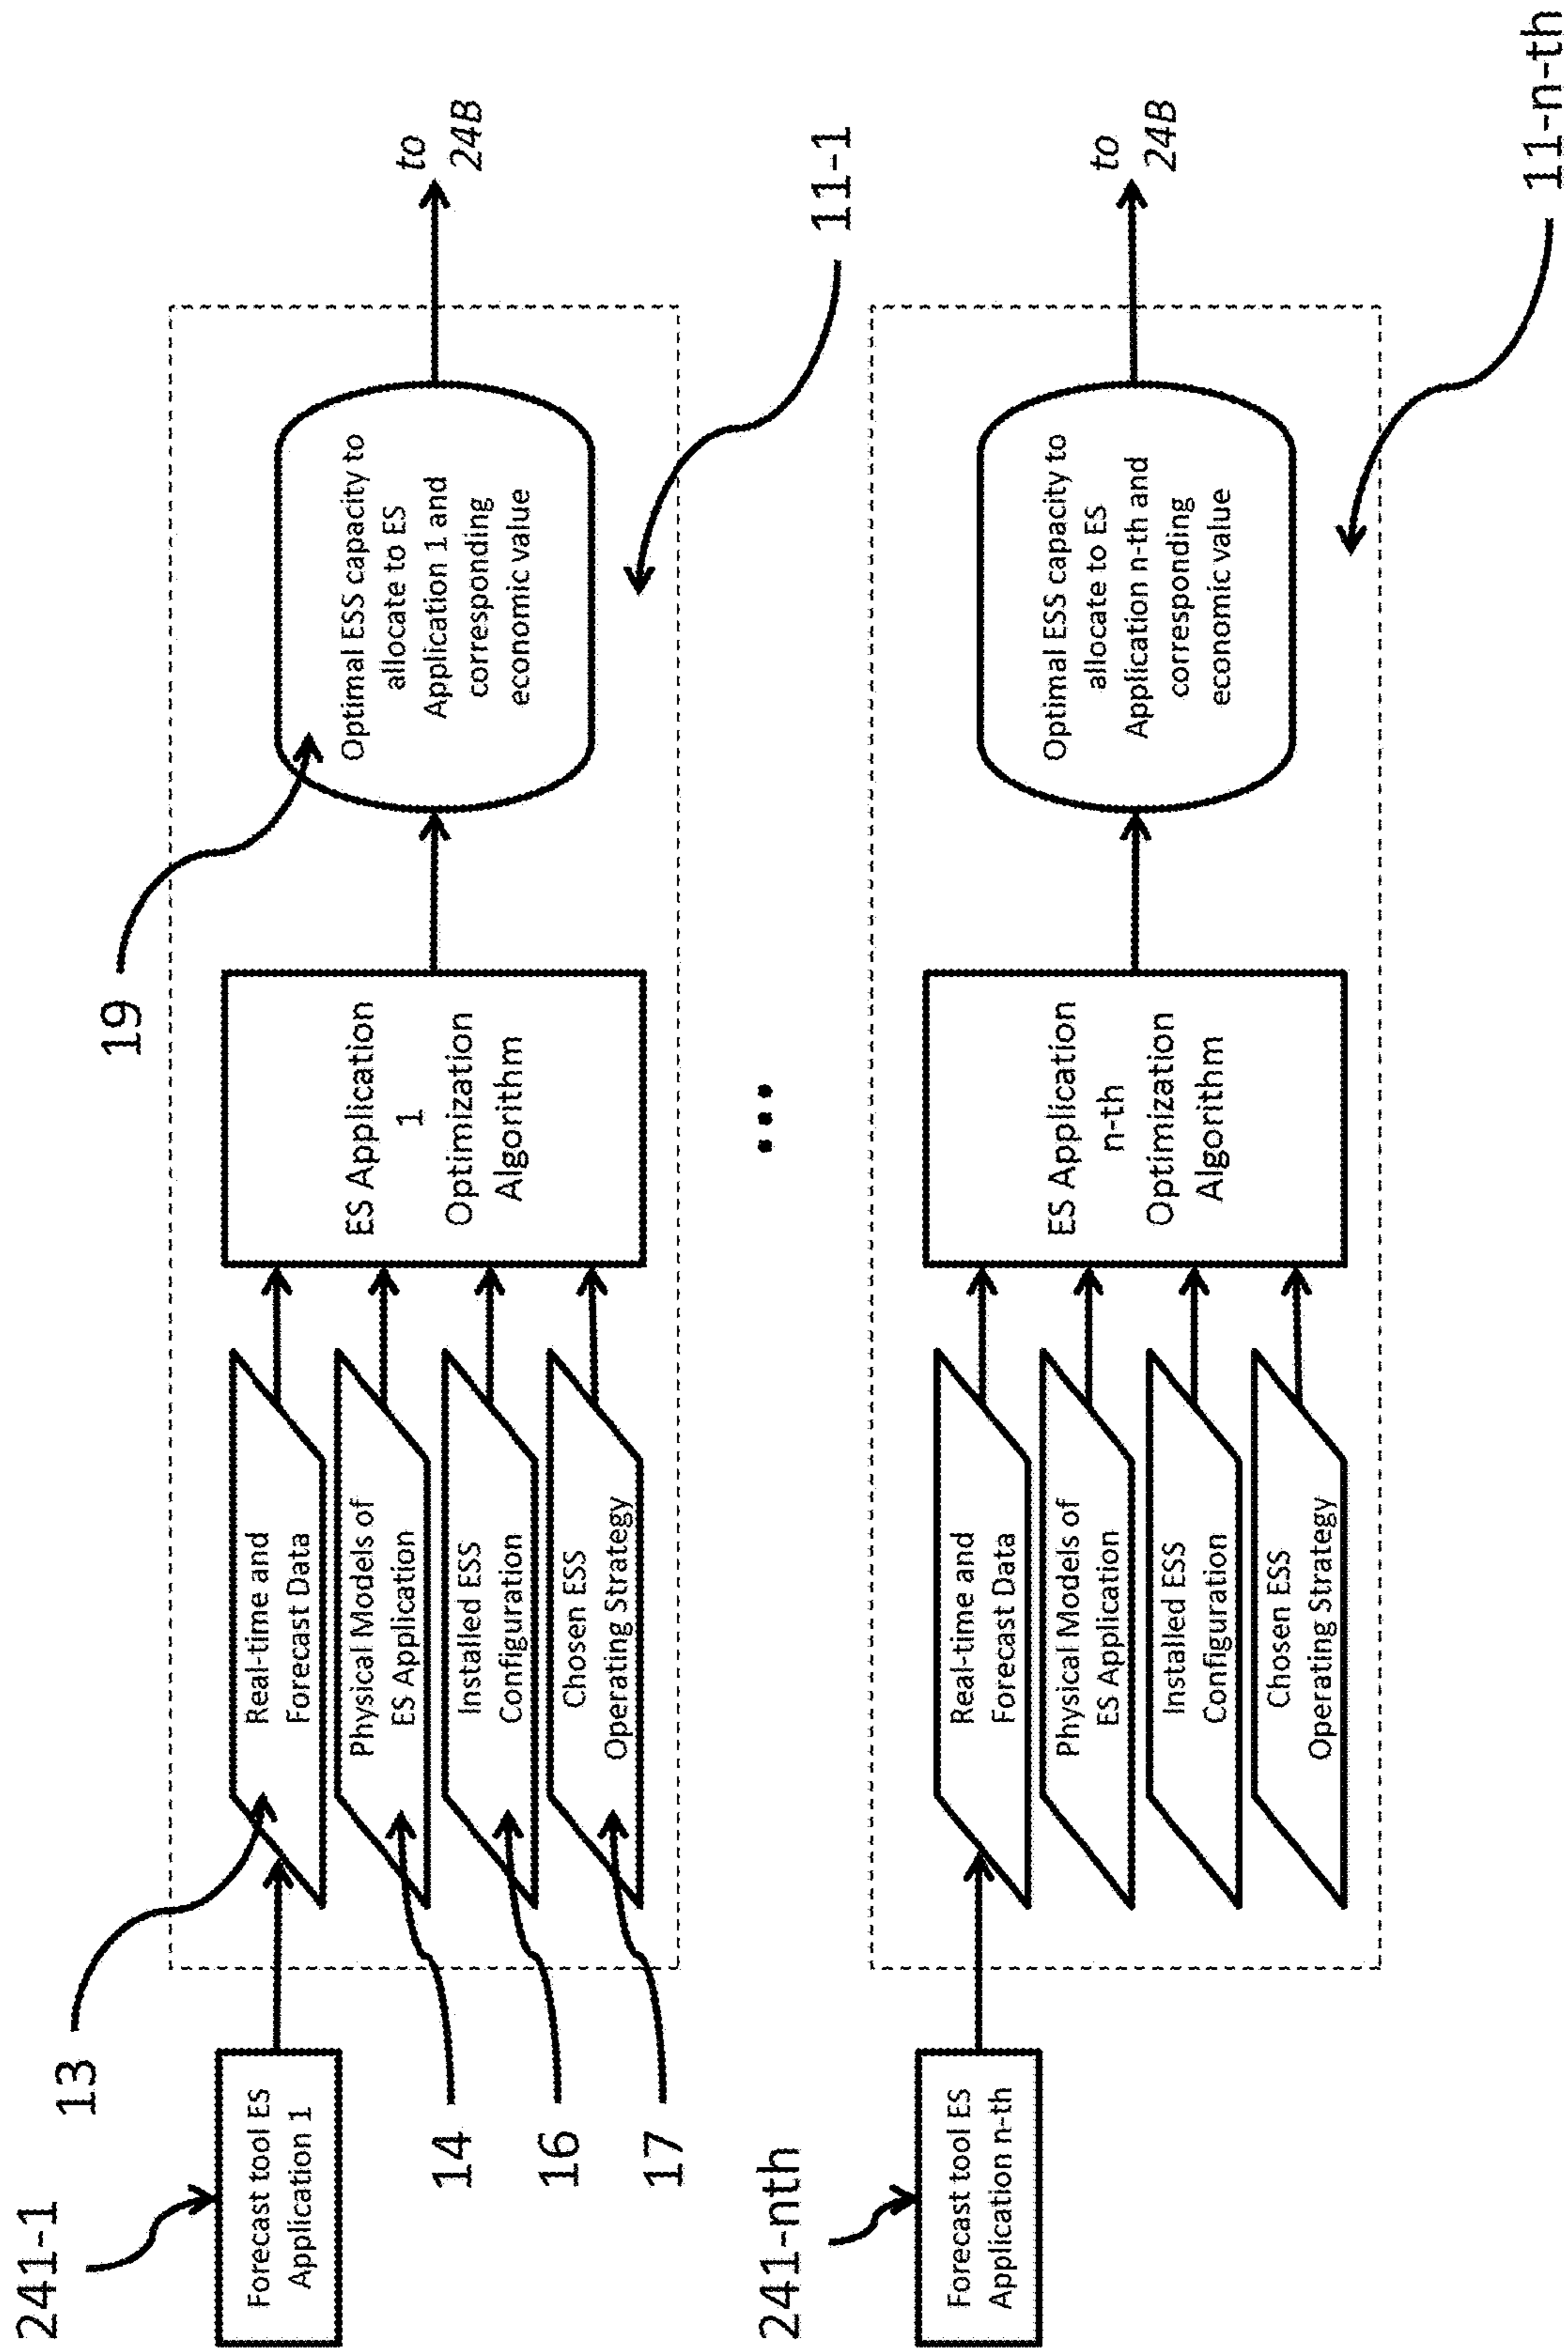 241-1
Forecast tool ES
Application 1
13
Real-time and
Forecast Data
14
Physical Models of
ES Application
16
Installed ESS
Configuration
17
Chosen ESS
Operating Strategy
ES Application
1
Optimization
Algorithm
19
Optimal ESS capacity to
allocate to ES
Application 1 and
corresponding
economic value
to
24B
11-1
...
241-nth
Forecast tool ES
Application n-th
Real-time and
Forecast Data
Physical Models of
ES Application
Installed ESS
Configuration
Chosen ESS
Operating Strategy
ES Application
n-th
Optimization
Algorithm
Optimal ESS capacity to
allocate to ES
Application n-th and
corresponding
economic value
to
24B
11-n-th